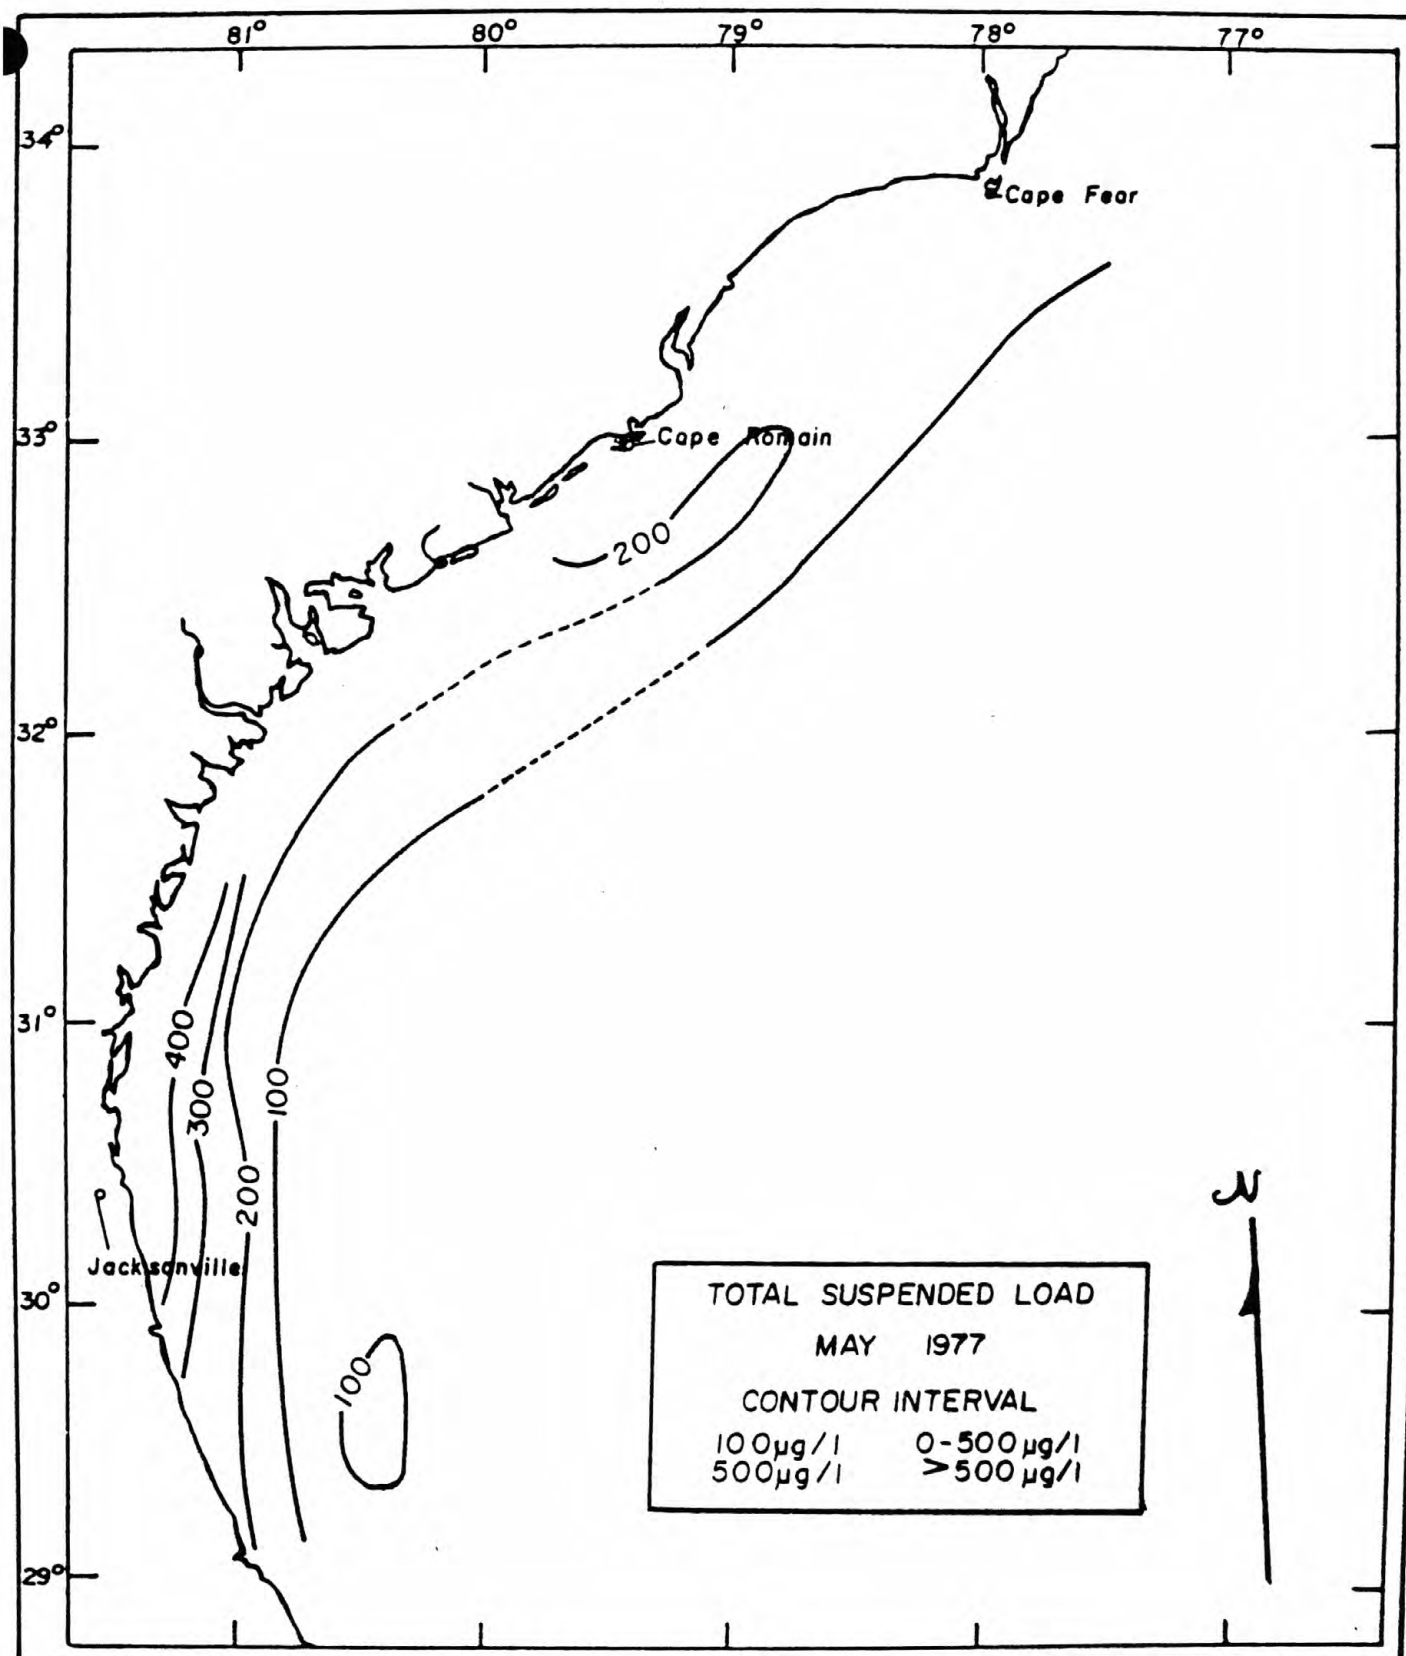 81° 80° 79° 78° 77°
34°
Cape Fear
33°
Cape Romain
200
32°
31°
400
300
100
200
Jacksonville
30°
100
29°
N
TOTAL SUSPENDED LOAD
MAY 1977
CONTOUR INTERVAL
100µg/l 0-500µg/l
500µg/l >500µg/l